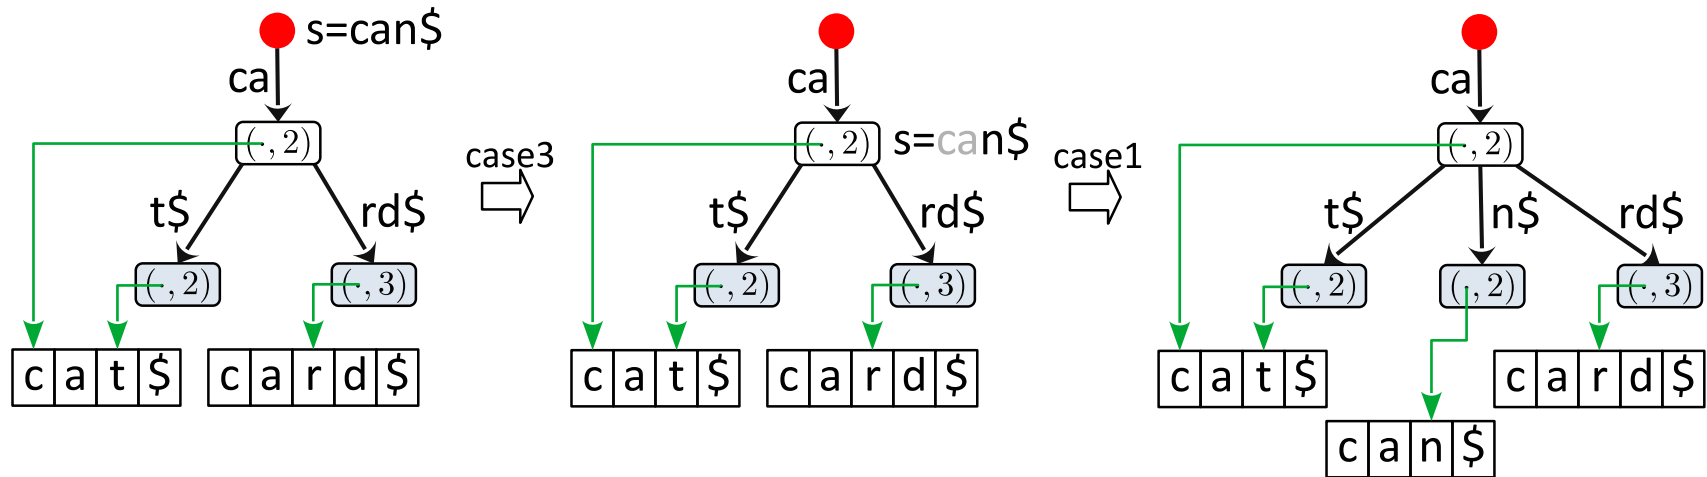 s=can$
ca
(·, 2)
t$
rd$
(·, 2)
(·, 3)
c a t $
c a r d $
case3
ca
(·, 2)
s=can$
t$
rd$
(·, 2)
(·, 3)
c a t $
c a r d $
case1
ca
(·, 2)
t$
n$
rd$
(·, 2)
(·, 2)
(·, 3)
c a t $
c a r d $
c a n $